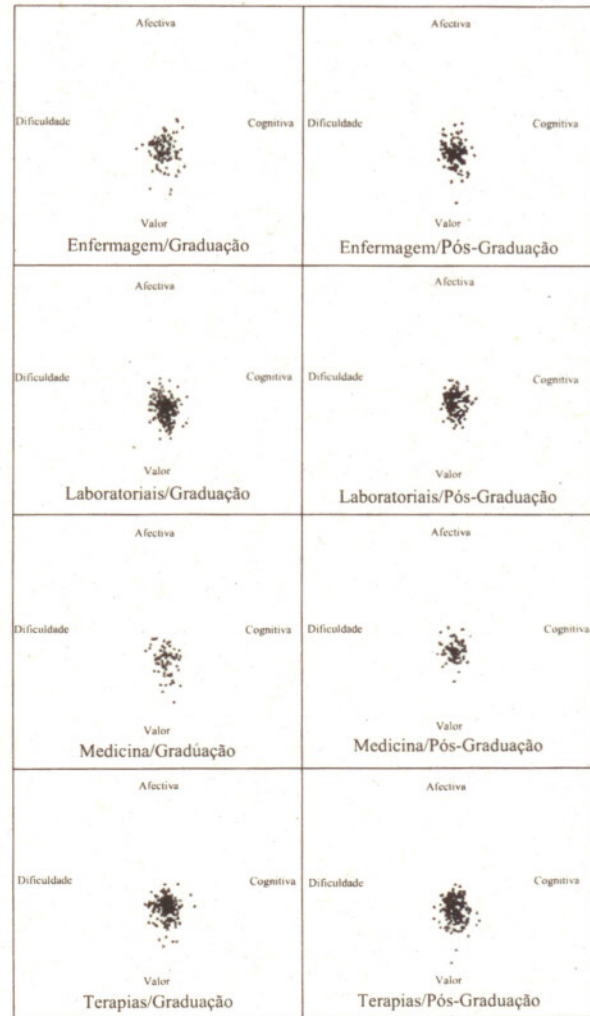 Afectiva
Dificuldade Cognitiva
Valor
Enfermagem/Graduação
Afectiva
Dificuldade Cognitiva
Valor
Enfermagem/Pós-Graduação
Afectiva
Dificuldade Cognitiva
Valor
Laboratoriais/Graduação
Afectiva
Dificuldade Cognitiva
Valor
Laboratoriais/Pós-Graduação
Afectiva
Dificuldade Cognitiva
Valor
Medicina/Graduação
Afectiva
Dificuldade Cognitiva
Valor
Medicina/Pós-Graduação
Afectiva
Dificuldade Cognitiva
Valor
Terapias/Graduação
Afectiva
Dificuldade Cognitiva
Valor
Terapias/Pós-Graduação